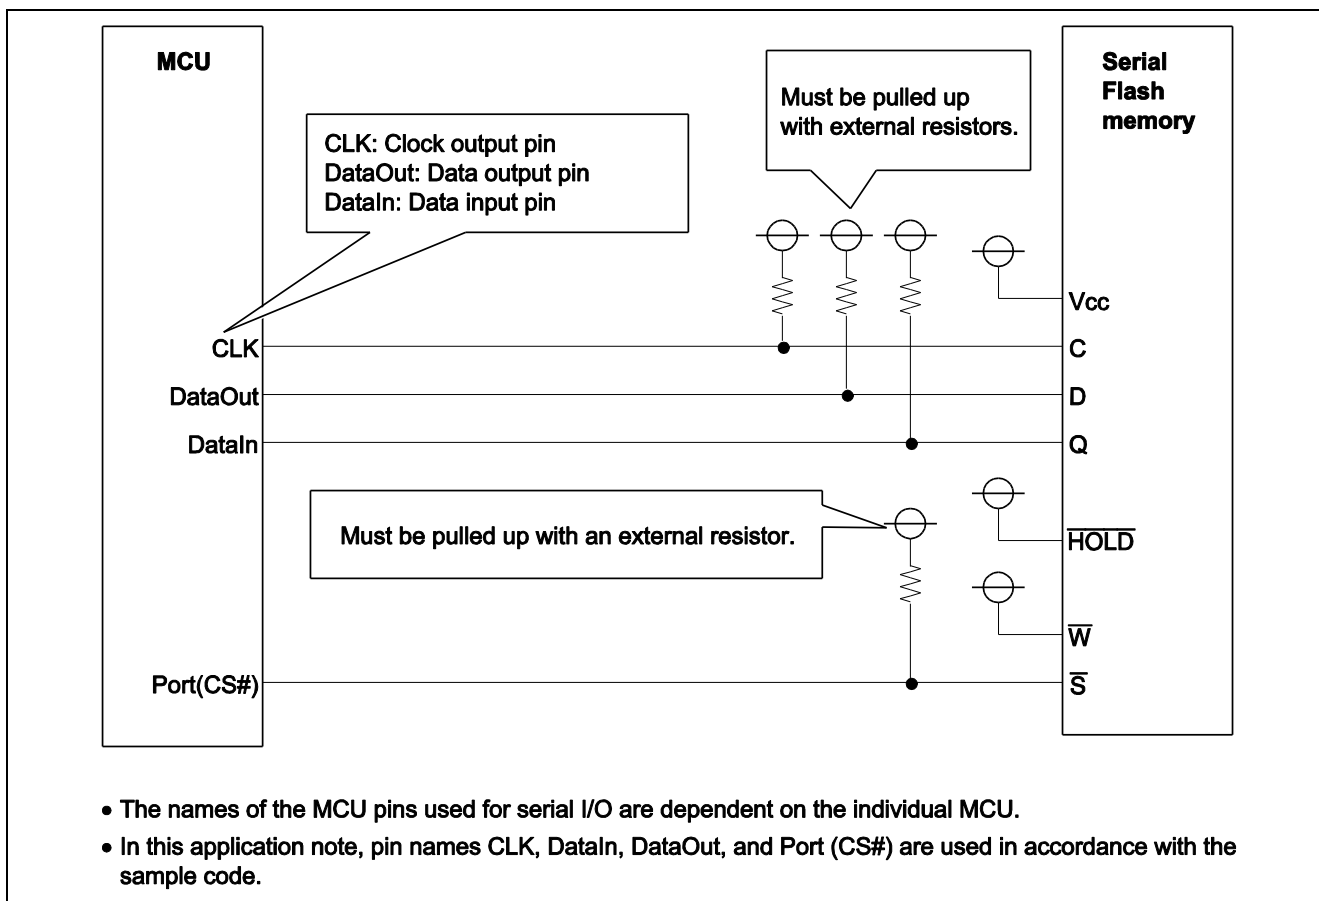 MCU
Serial
Flash
memory
Must be pulled up
with external resistors.
CLK: Clock output pin
DataOut: Data output pin
DataIn: Data input pin
Vcc
CLK
C
DataOut
D
DataIn
Q
Must be pulled up with an external resistor.
H̅O̅L̅D̅
W̅
Port(CS#)
S̅
• The names of the MCU pins used for serial I/O are dependent on the individual MCU.
• In this application note, pin names CLK, DataIn, DataOut, and Port (CS#) are used in accordance with the
sample code.